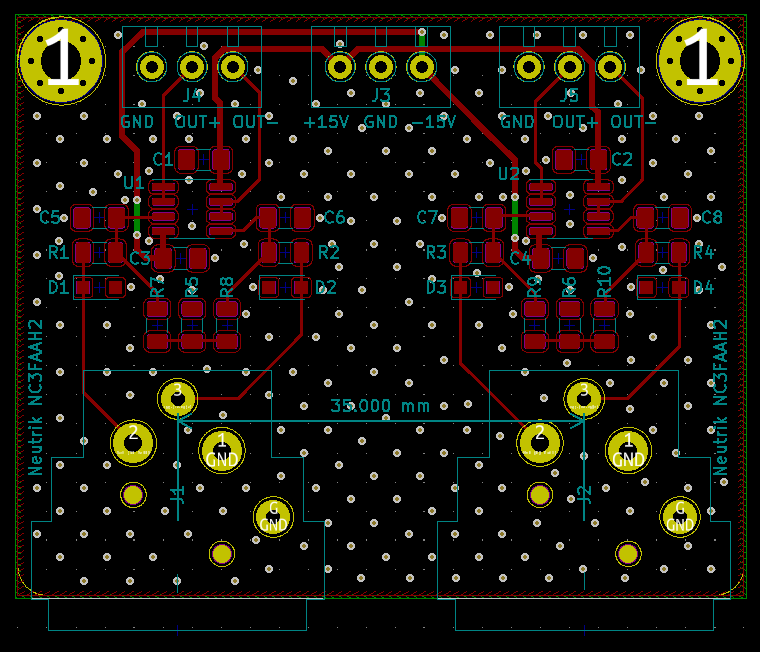 1
1
J4
J3
J5
GND OUT+ OUT-
+15V GND -15V
GND OUT+ OUT-
C1
C2
U1
U2
C5
C6
C7
C8
R1
R2
R3
R4
C3
C4
D1
R7
R5
R8
D2
D3
R9
R6
R10
D4
Neutrik NC3FAAH2
Neutrik NC3FAAH2
3
3
35.000 mm
2
1
GND
2
1
GND
J1
J2
G
GND
G
GND